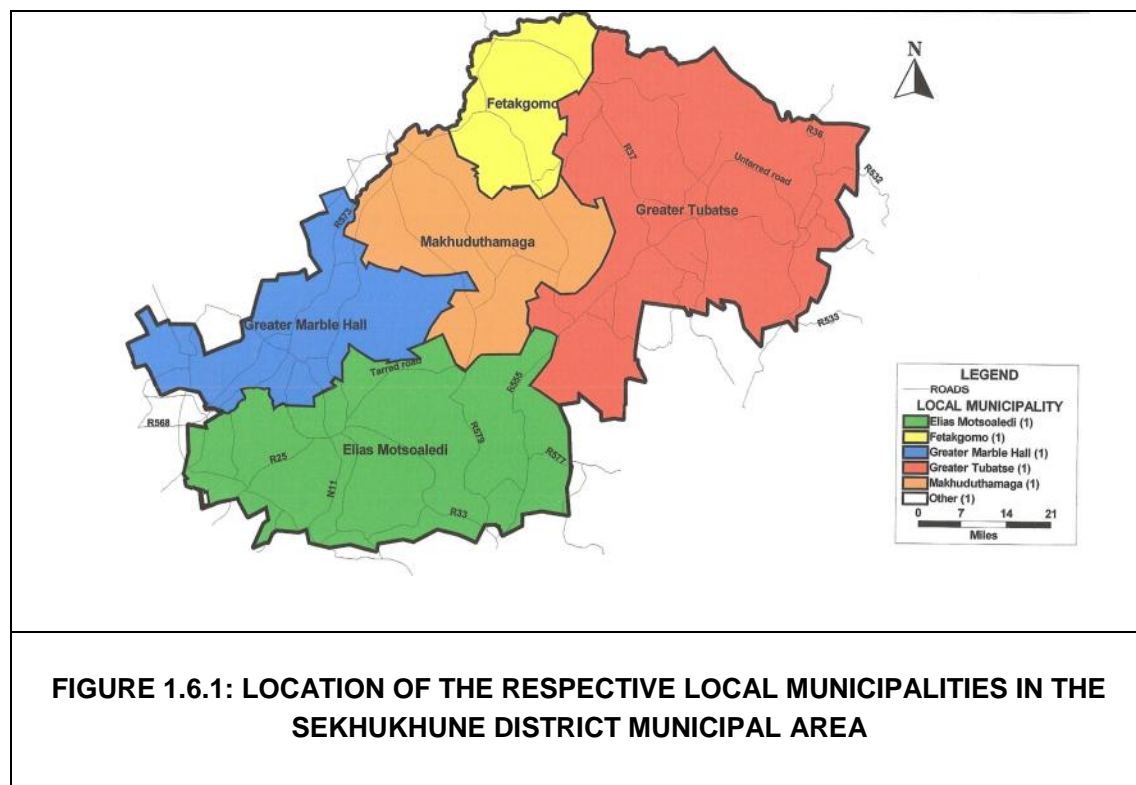 N
Fetakgomo
R37
R36
Untarred road
R532
Greater Tubatse
R573
Makhuduthamaga
Greater Marble Hall
R535
Tarred road
R555
R568
R579
Elias Motsoaledi
R25
R577
N11
R33
LEGEND
ROADS
LOCAL MUNICIPALITY
Elias Motsoaledi (1)
Fetakgomo (1)
Greater Marble Hall (1)
Greater Tubatse (1)
Makhuduthamaga (1)
Other (1)
0 7 14 21
Miles
FIGURE 1.6.1: LOCATION OF THE RESPECTIVE LOCAL MUNICIPALITIES IN THE
SEKHUKHUNE DISTRICT MUNICIPAL AREA